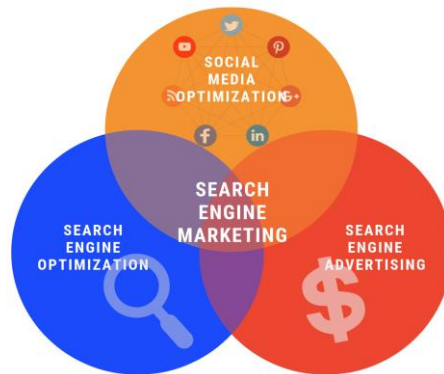 SOCIAL
MEDIA
OPTIMIZATION
SEARCH
ENGINE
MARKETING
SEARCH
ENGINE
OPTIMIZATION
SEARCH
ENGINE
ADVERTISING